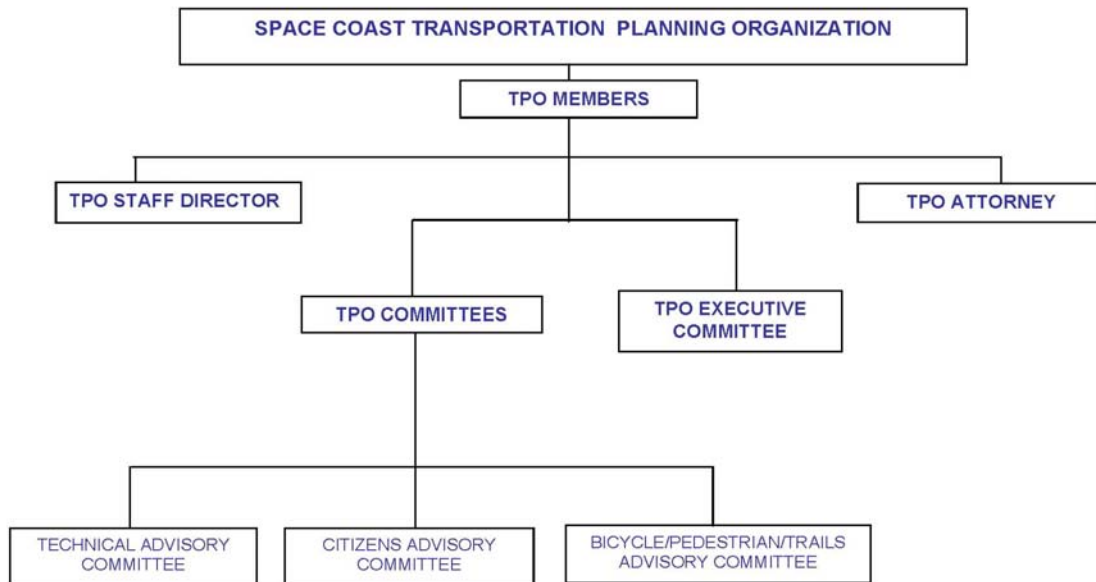 SPACE COAST TRANSPORTATION PLANNING ORGANIZATION
TPO MEMBERS
TPO STAFF DIRECTOR
TPO ATTORNEY
TPO COMMITTEES
TPO EXECUTIVE
COMMITTEE
TECHNICAL ADVISORY
COMMITTEE
CITIZENS ADVISORY
COMMITTEE
BICYCLE/PEDESTRIAN/TRAILS
ADVISORY COMMITTEE